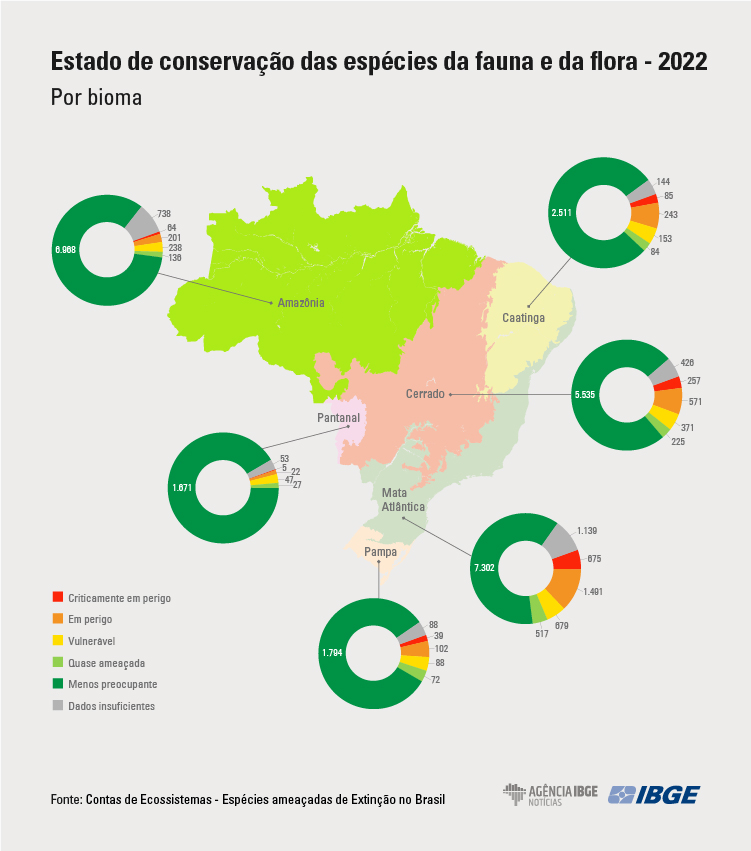 Estado de conservação das espécies da fauna e da flora - 2022
Por bioma
738
64
201
238
136
6.968
Amazônia
144
85
243
153
84
2.511
Caatinga
426
257
571
371
225
5.535
Cerrado
Pantanal
53
5
22
47
27
1.671
Mata
Atlântica
1.139
675
1.491
679
517
7.302
Pampa
88
39
102
88
72
1.794
Criticamente em perigo
Em perigo
Vulnerável
Quase ameaçada
Menos preocupante
Dados insuficientes
Fonte: Contas de Ecossistemas - Espécies ameaçadas de Extinção no Brasil
AGÊNCIA IBGE
NOTÍCIAS
IBGE